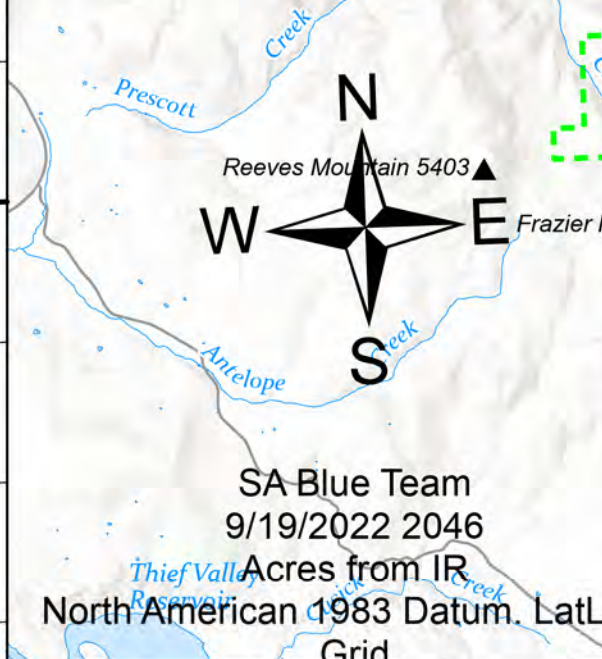 Creek
Prescott
N
Reeves Mountain 5403
W
E
Frazier
Creek
S
Antelope
SA Blue Team
9/19/2022 2046
Acres from IR
Thief Valley
Reservoir
Cusick
Creek
North American 1983 Datum. LatL
Grid